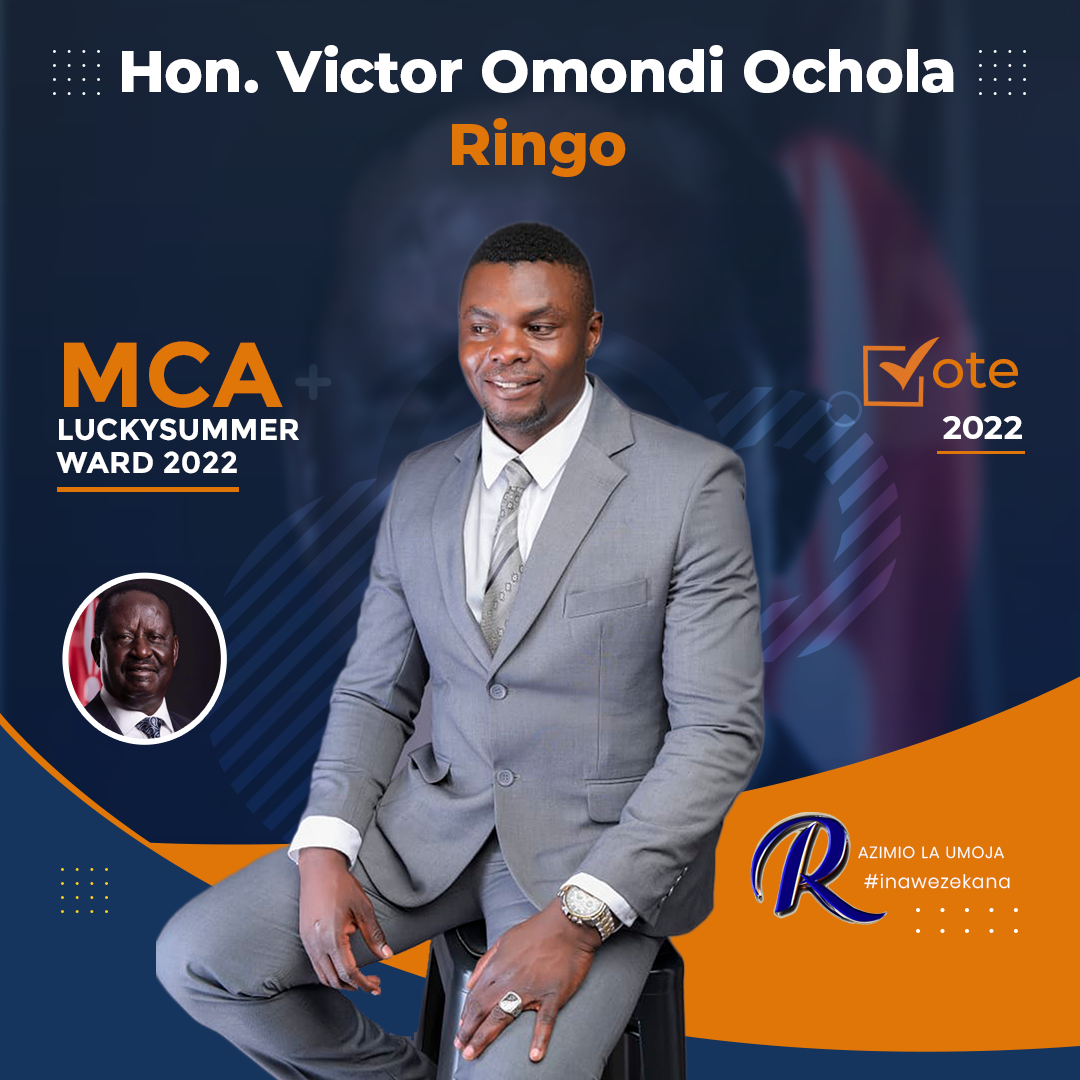 Hon. Victor Omondi Ochola
Ringo
MCA
LUCKYSUMMER
WARD 2022
Vote
2022
R
AZIMIO LA UMOJA
#inawezekana